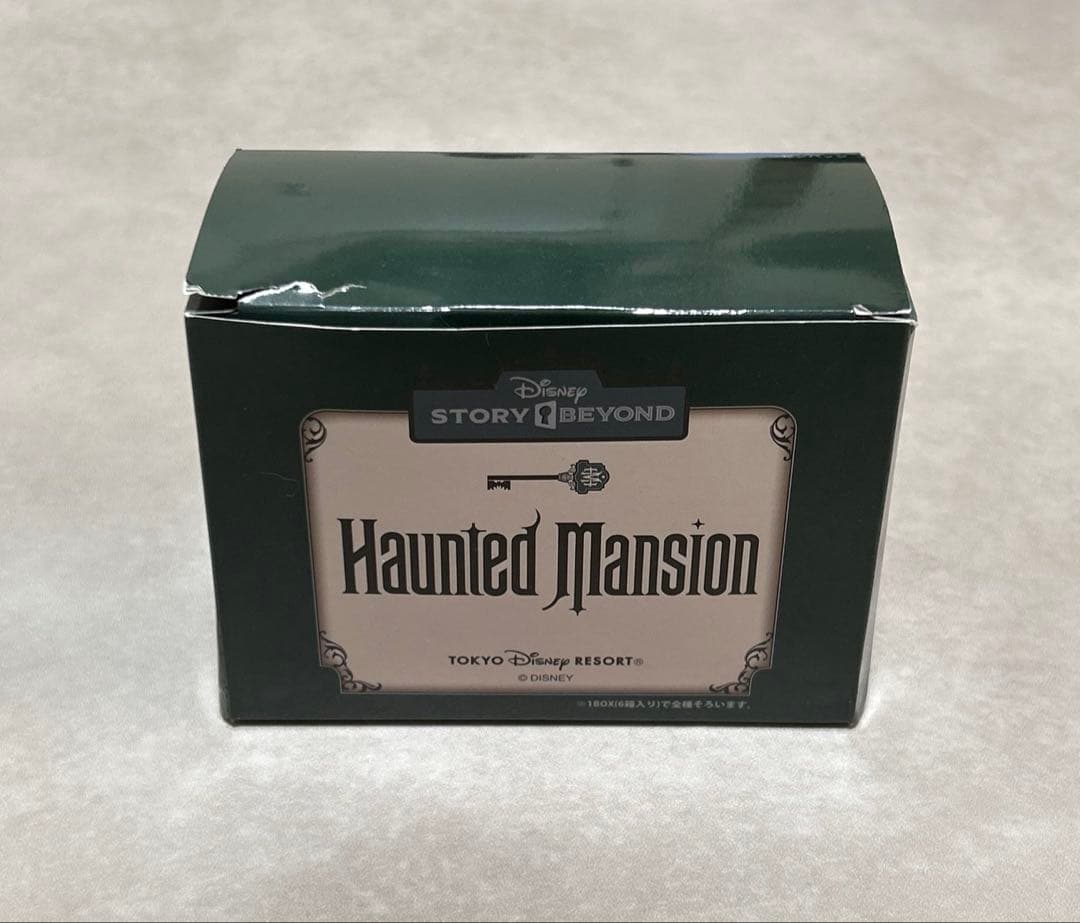 Disney
STORY BEYOND
Haunted Mansion
TOKYO Disney RESORT®
© DISNEY
※1BOX(6箱入り)で全種そろいます。